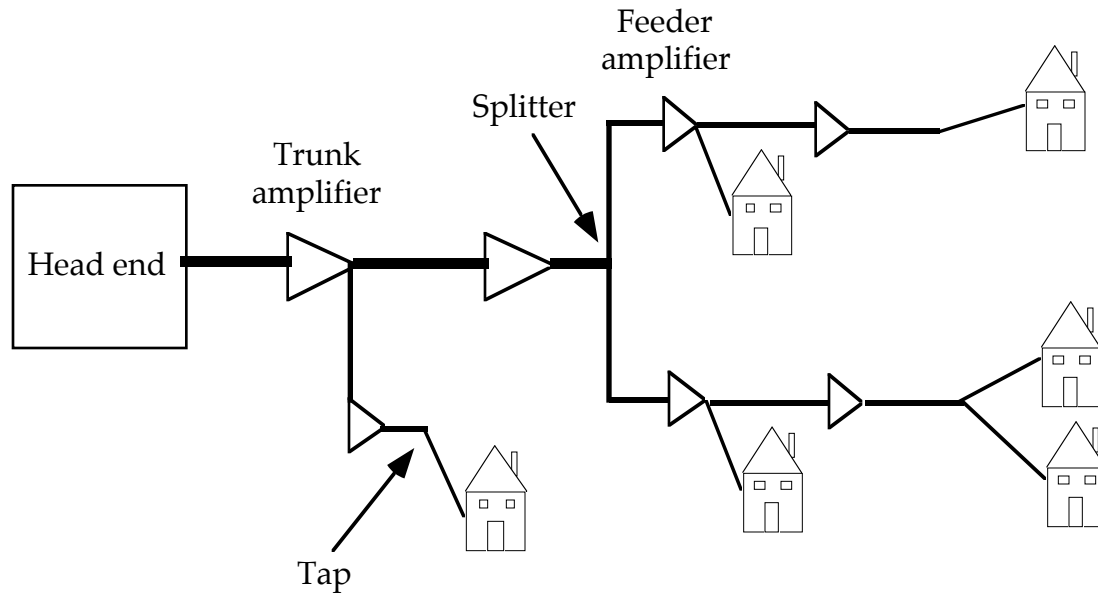 Feeder
amplifier
Splitter
Trunk
amplifier
Head end
Tap